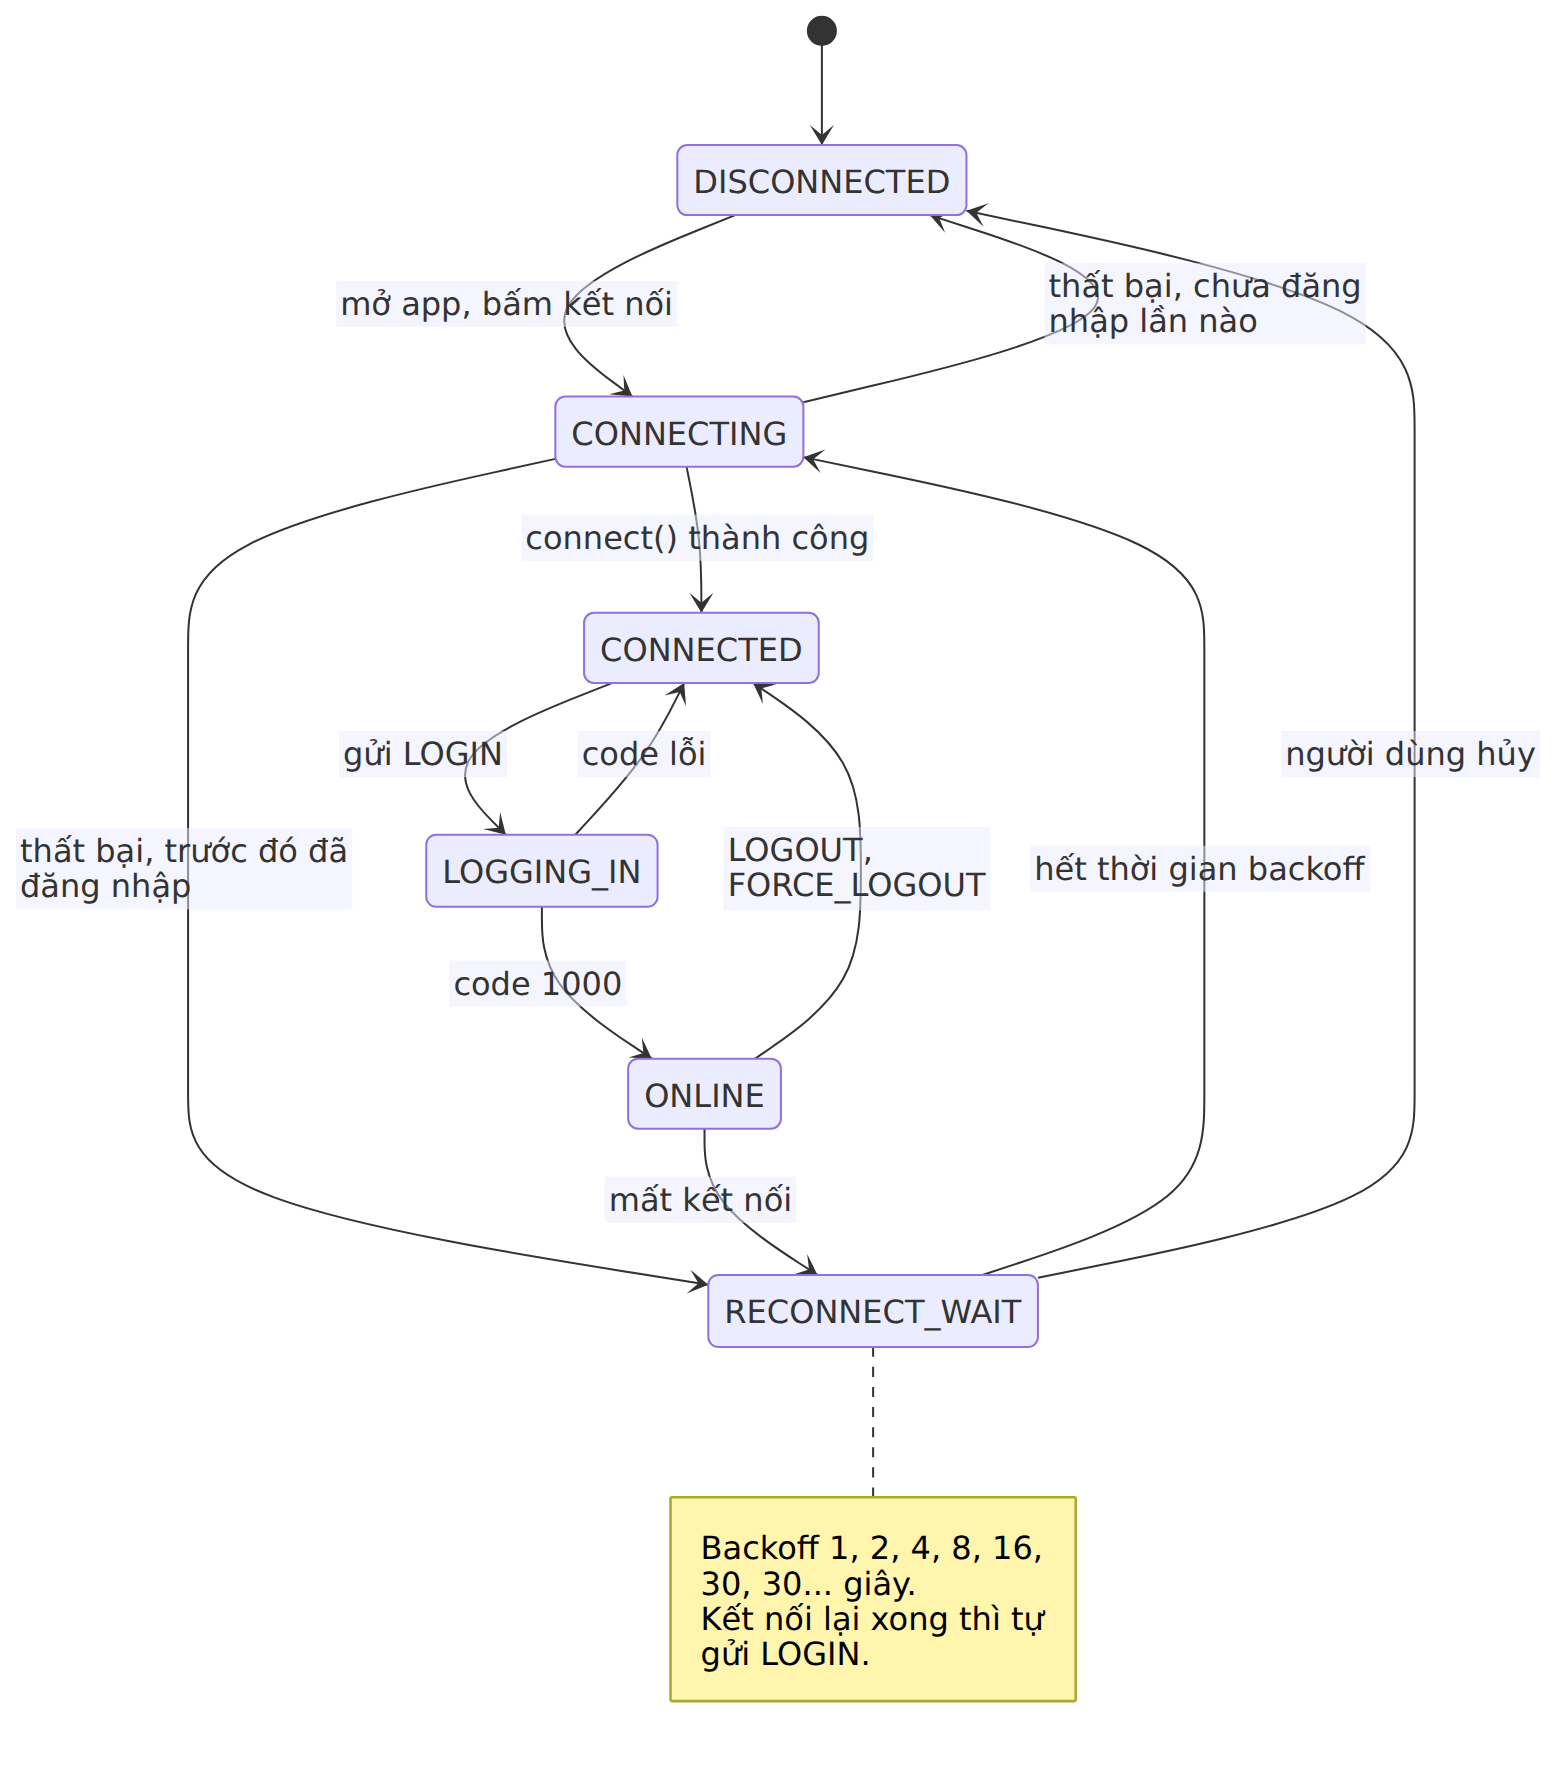 DISCONNECTED
mở app, bấm kết nối
thất bại, chưa đăng
nhập lần nào
CONNECTING
connect() thành công
CONNECTED
gửi LOGIN
code lỗi
người dùng hủy
thất bại, trước đó đã
đăng nhập
LOGGING_IN
LOGOUT,
FORCE_LOGOUT
hết thời gian backoff
code 1000
ONLINE
mất kết nối
RECONNECT_WAIT
Backoff 1, 2, 4, 8, 16,
30, 30... giây.
Kết nối lại xong thì tự
gửi LOGIN.